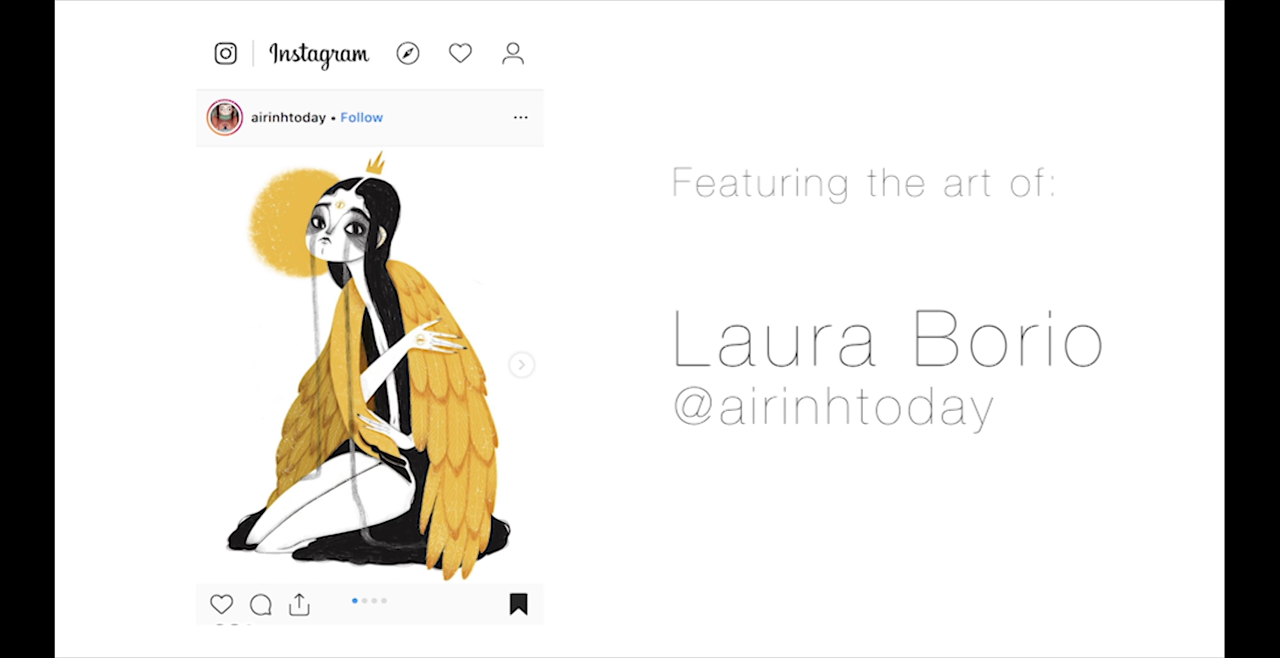 Instagram
airinhtoday • Follow
Featuring the art of:
Laura Borio
@airinhtoday